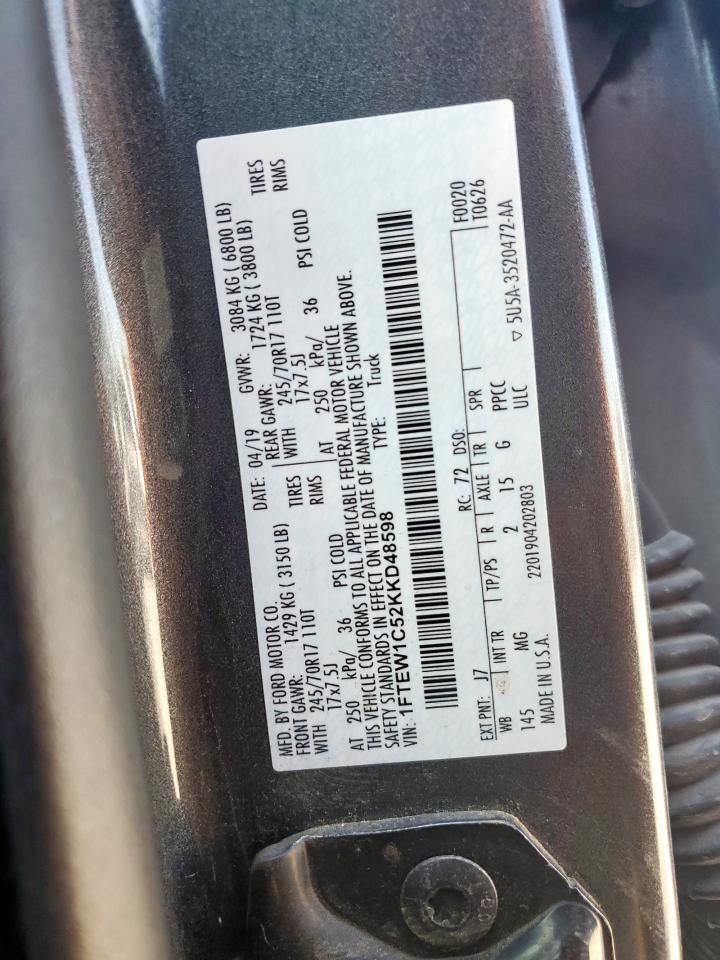 MFD. BY FORD MOTOR CO.
DATE: 04/19 GVWR: 3084 KG ( 6800 LB)
FRONT GAWR: 1429 KG ( 3150 LB) REAR GAWR: 1724 KG ( 3800 LB)
WITH 245/70R17 110T TIRES WITH 245/70R17 110T TIRES
17x7.5J RIMS 17x7.5J RIMS
AT 250 kPa/ 36 PSI COLD AT 250 kPa/ 36 PSI COLD
THIS VEHICLE CONFORMS TO ALL APPLICABLE FEDERAL MOTOR VEHICLE
SAFETY STANDARDS IN EFFECT ON THE DATE OF MANUFACTURE SHOWN ABOVE.
VIN: 1FTEW1C52KKD48598 TYPE: Truck
F0020
T0626
EXT PNT: J7 RC: 72 DSO:
WB INT TR TP/PS R AXLE TR SPR
145 MG 2 15 G PPCC
MADE IN U.S.A. 2201904202803 ULC ▽ 5U5A-3520472-AA